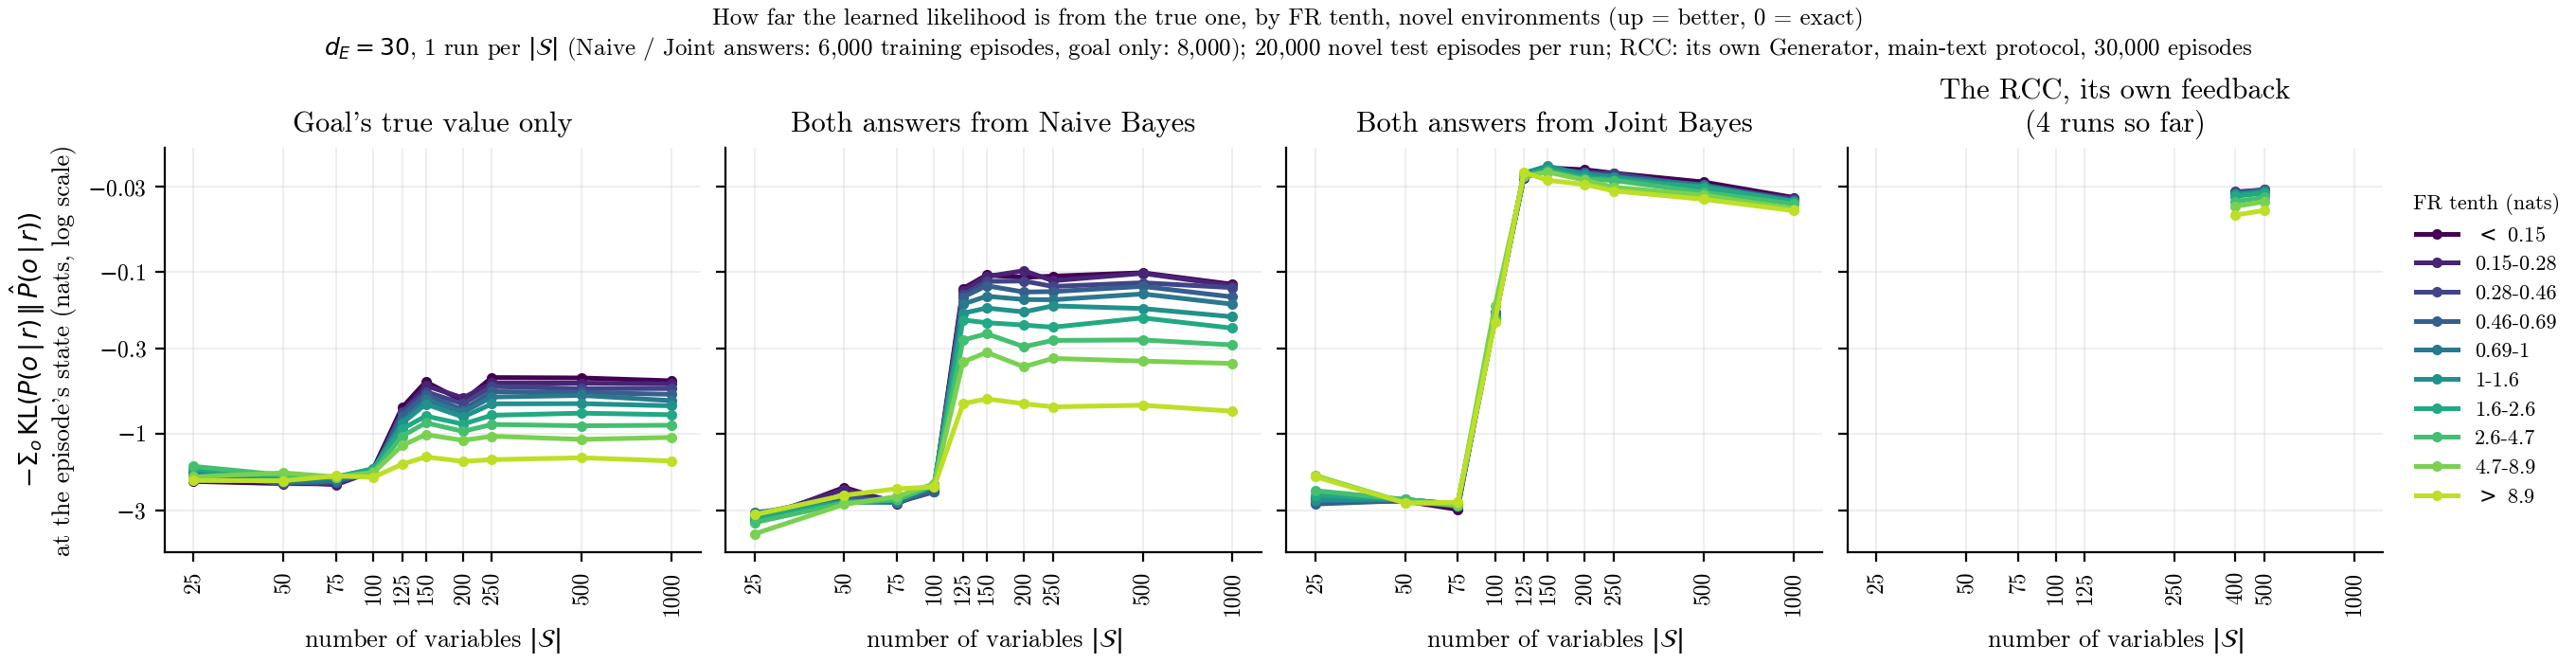 How far the learned likelihood is from the true one, by FR tenth, novel environments (up = better, 0 = exact)
d_E = 30, 1 run per |S| (Naive / Joint answers: 6,000 training episodes, goal only: 8,000); 20,000 novel test episodes per run; RCC: its own Generator, main-text protocol, 30,000 episodes
Goal's true value only
Both answers from Naive Bayes
Both answers from Joint Bayes
The RCC, its own feedback
(4 runs so far)
−Σ_o KL(P(o | r) ∥ P̂(o | r))
at the episode's state (nats, log scale)
−0.03
−0.1
−0.3
−1
−3
25 50 75 100 125 150 200 250 500 1000
25 50 75 100 125 150 200 250 500 1000
25 50 75 100 125 150 200 250 500 1000
25 50 75 100 125 250 400 500 1000
number of variables |S|
number of variables |S|
number of variables |S|
number of variables |S|
FR tenth (nats)
< 0.15
0.15-0.28
0.28-0.46
0.46-0.69
0.69-1
1-1.6
1.6-2.6
2.6-4.7
4.7-8.9
> 8.9